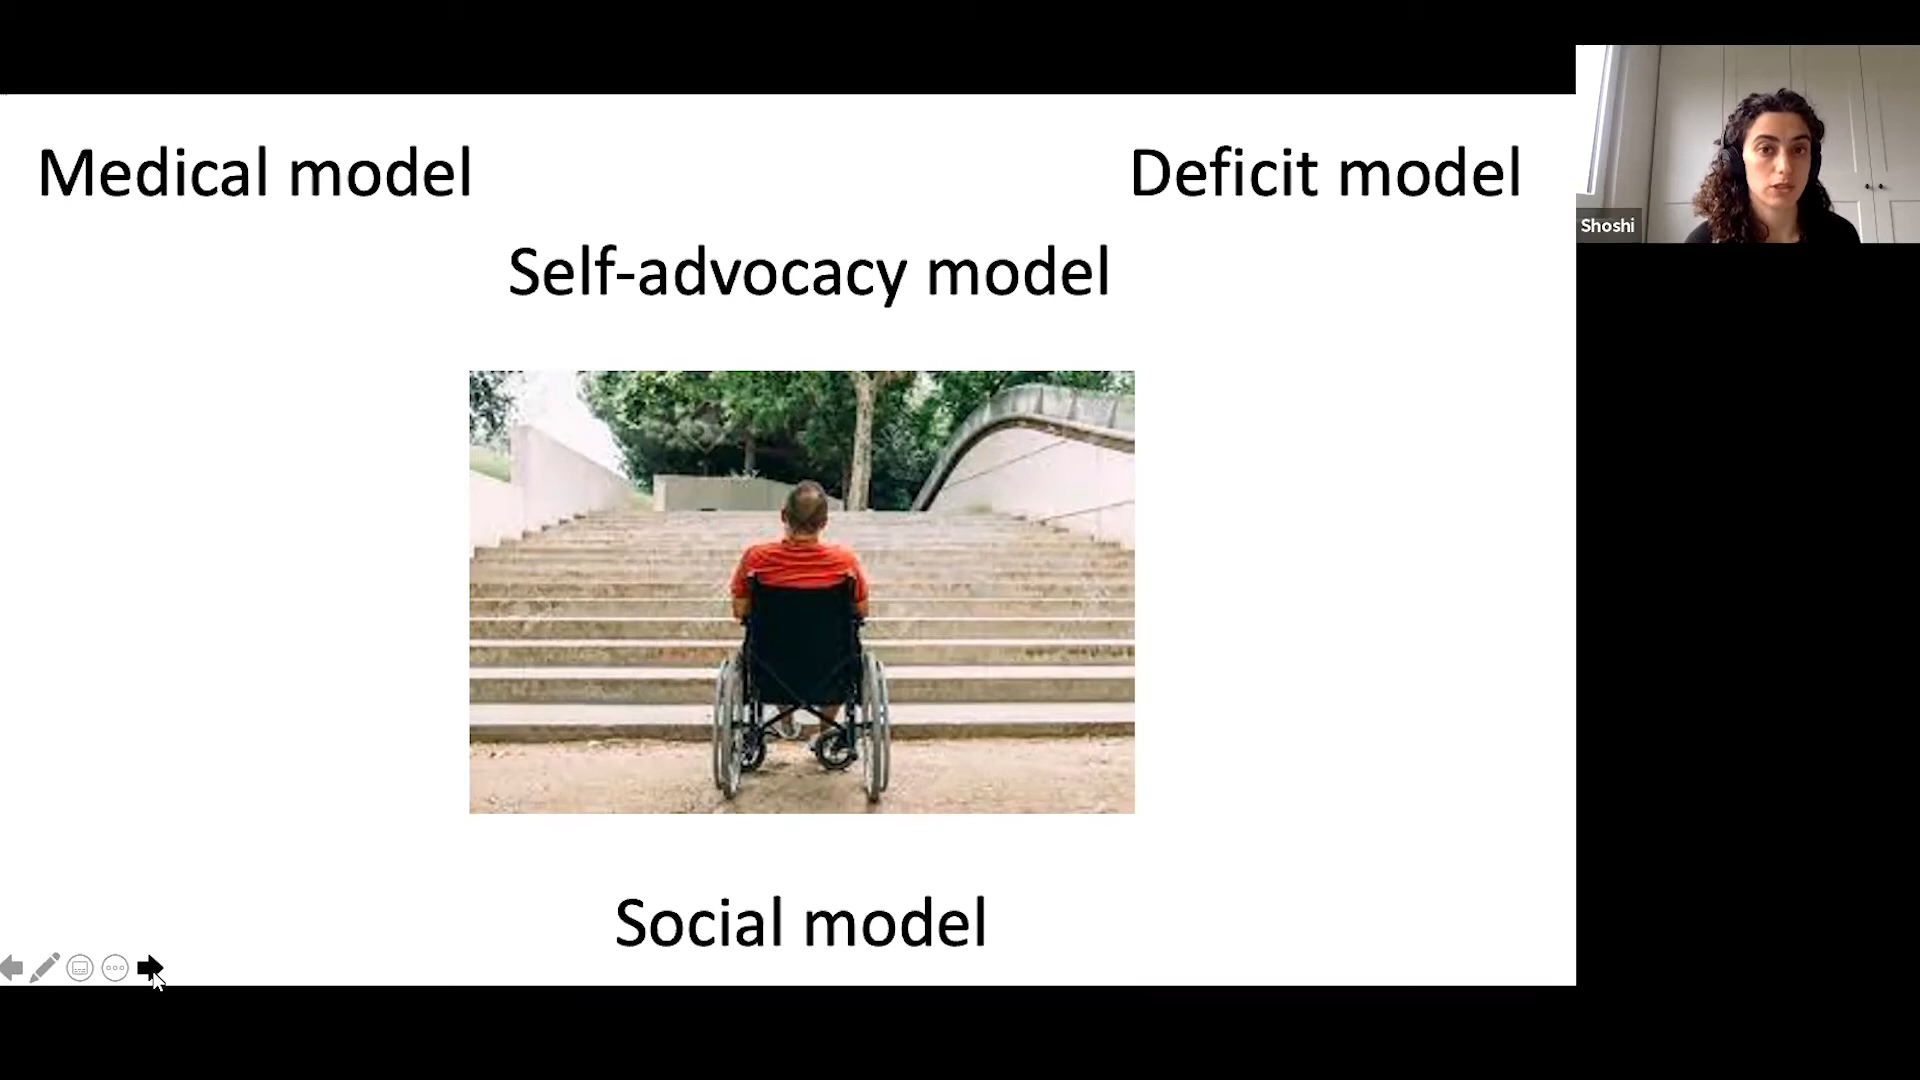 Medical model
Deficit model
Shoshi
Self-advocacy model
Social model